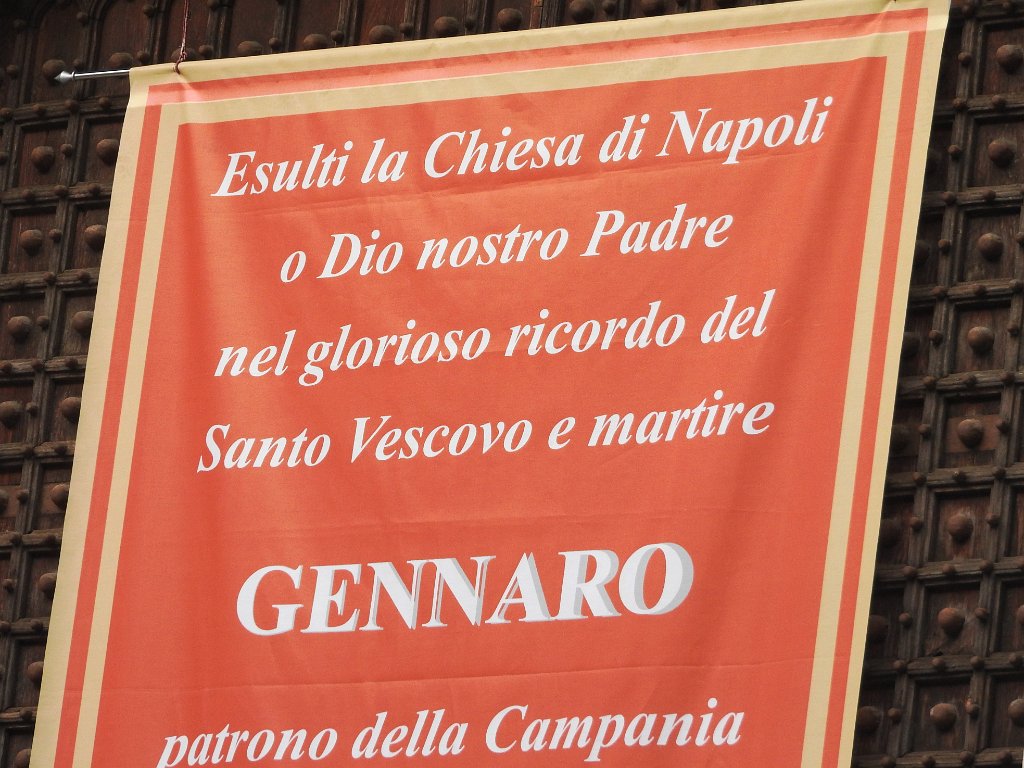 Esulti la Chiesa di Napoli
o Dio nostro Padre
nel glorioso ricordo del
Santo Vescovo e martire
GENNARO
patrono della Campania